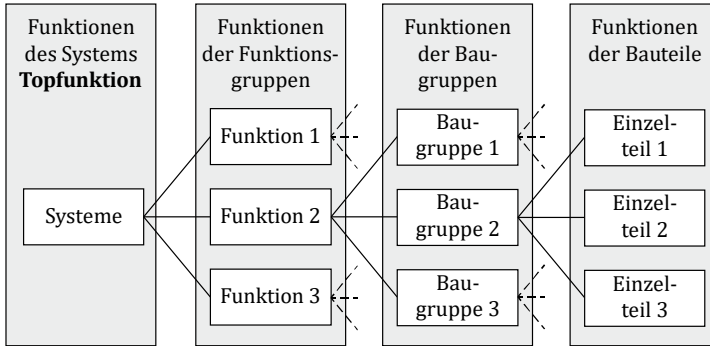 Funktionen
des Systems
Topfunktion
Systeme
Funktionen
der Funktions-
gruppen
Funktion 1
Funktion 2
Funktion 3
Funktionen
der Bau-
gruppen
Bau-
gruppe 1
Bau-
gruppe 2
Bau-
gruppe 3
Funktionen
der Bauteile
Einzel-
teil 1
Einzel-
teil 2
Einzel-
teil 3